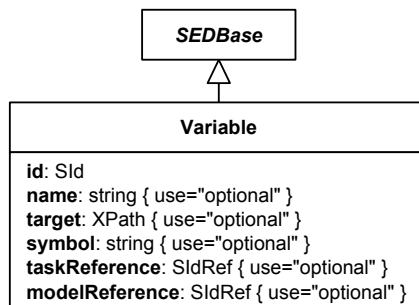 SEDBase
Variable
id: SId
name: string { use="optional" }
target: XPath { use="optional" }
symbol: string { use="optional" }
taskReference: SIdRef { use="optional" }
modelReference: SIdRef { use="optional" }